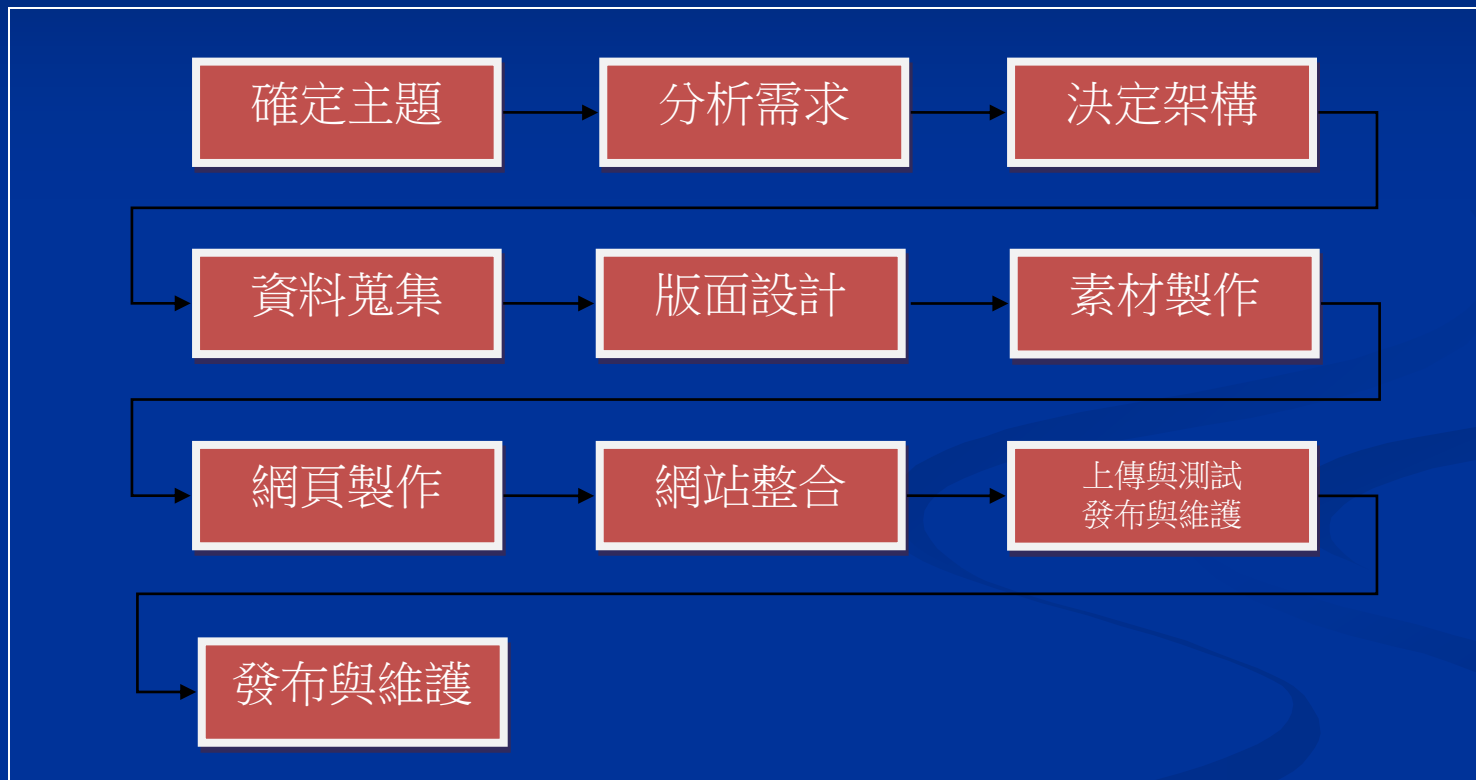 確定主題
分析需求
決定架構
資料蒐集
版面設計
素材製作
網頁製作
網站整合
上傳與測試
發布與維護
發布與維護